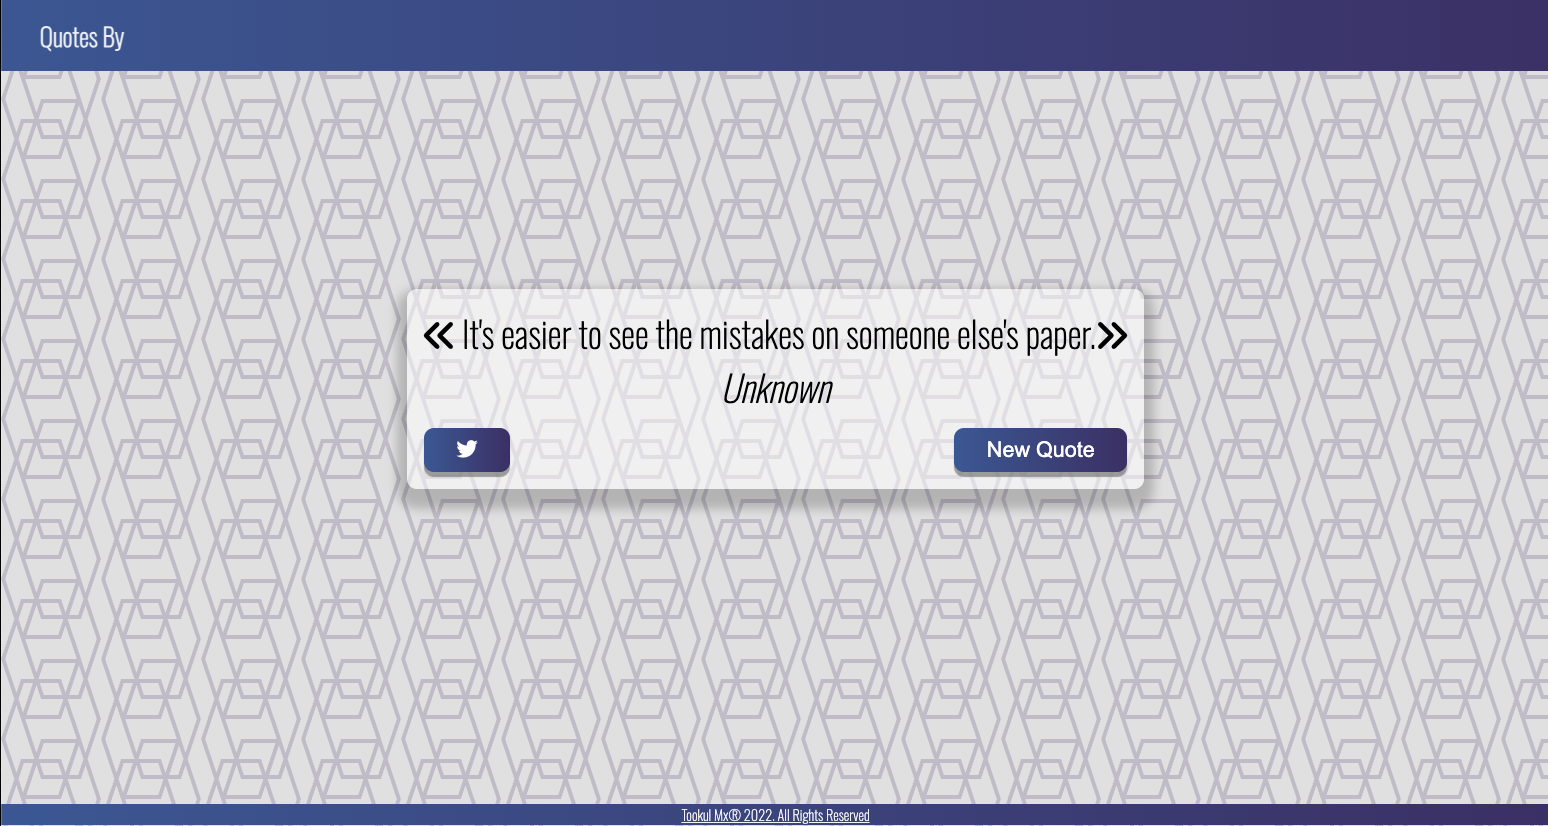 Quotes By
« It's easier to see the mistakes on someone else's paper.»
Unknown
New Quote
Tookul Mx® 2022. All Rights Reserved